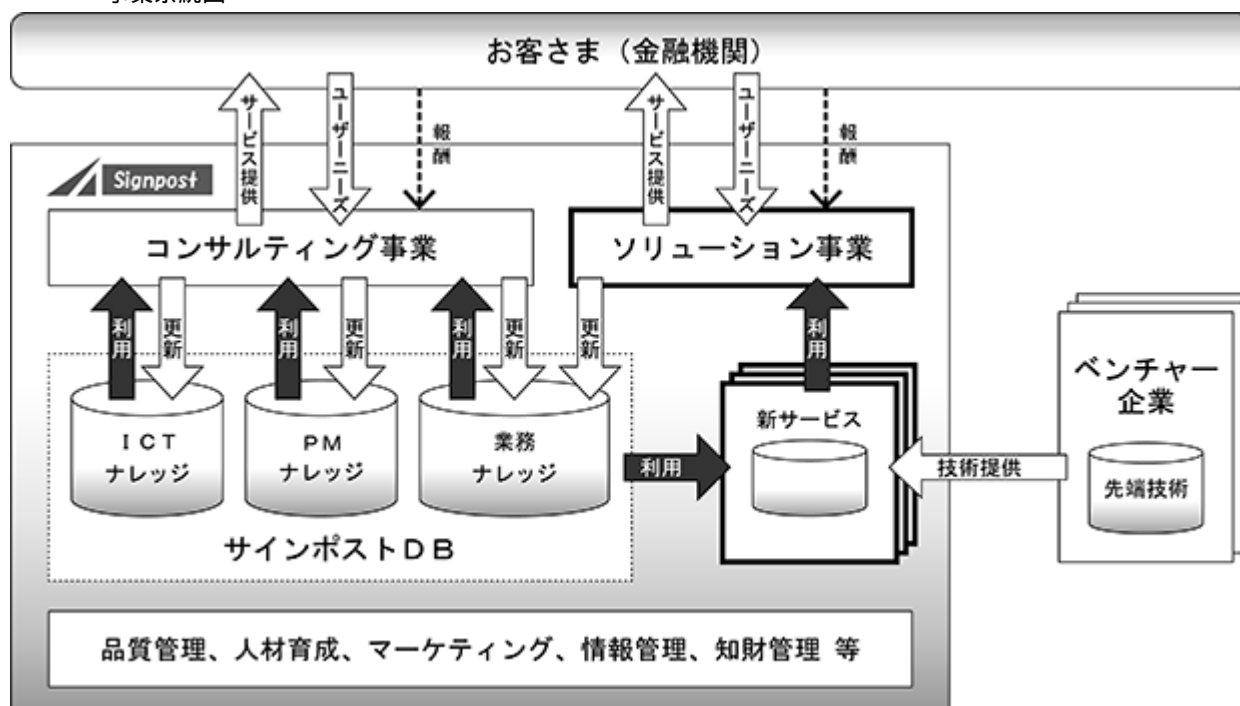 事業系統図
お客さま（金融機関）
サービス提供
ユーザーニーズ
報酬
サービス提供
ユーザーニーズ
報酬
Signpost
コンサルティング事業
ソリューション事業
利用
更新
利用
更新
利用
更新
更新
利用
ICT
ナレッジ
PM
ナレッジ
業務
ナレッジ
サインポストDB
利用
新サービス
技術提供
ベンチャー
企業
先端技術
品質管理、人材育成、マーケティング、情報管理、知財管理 等